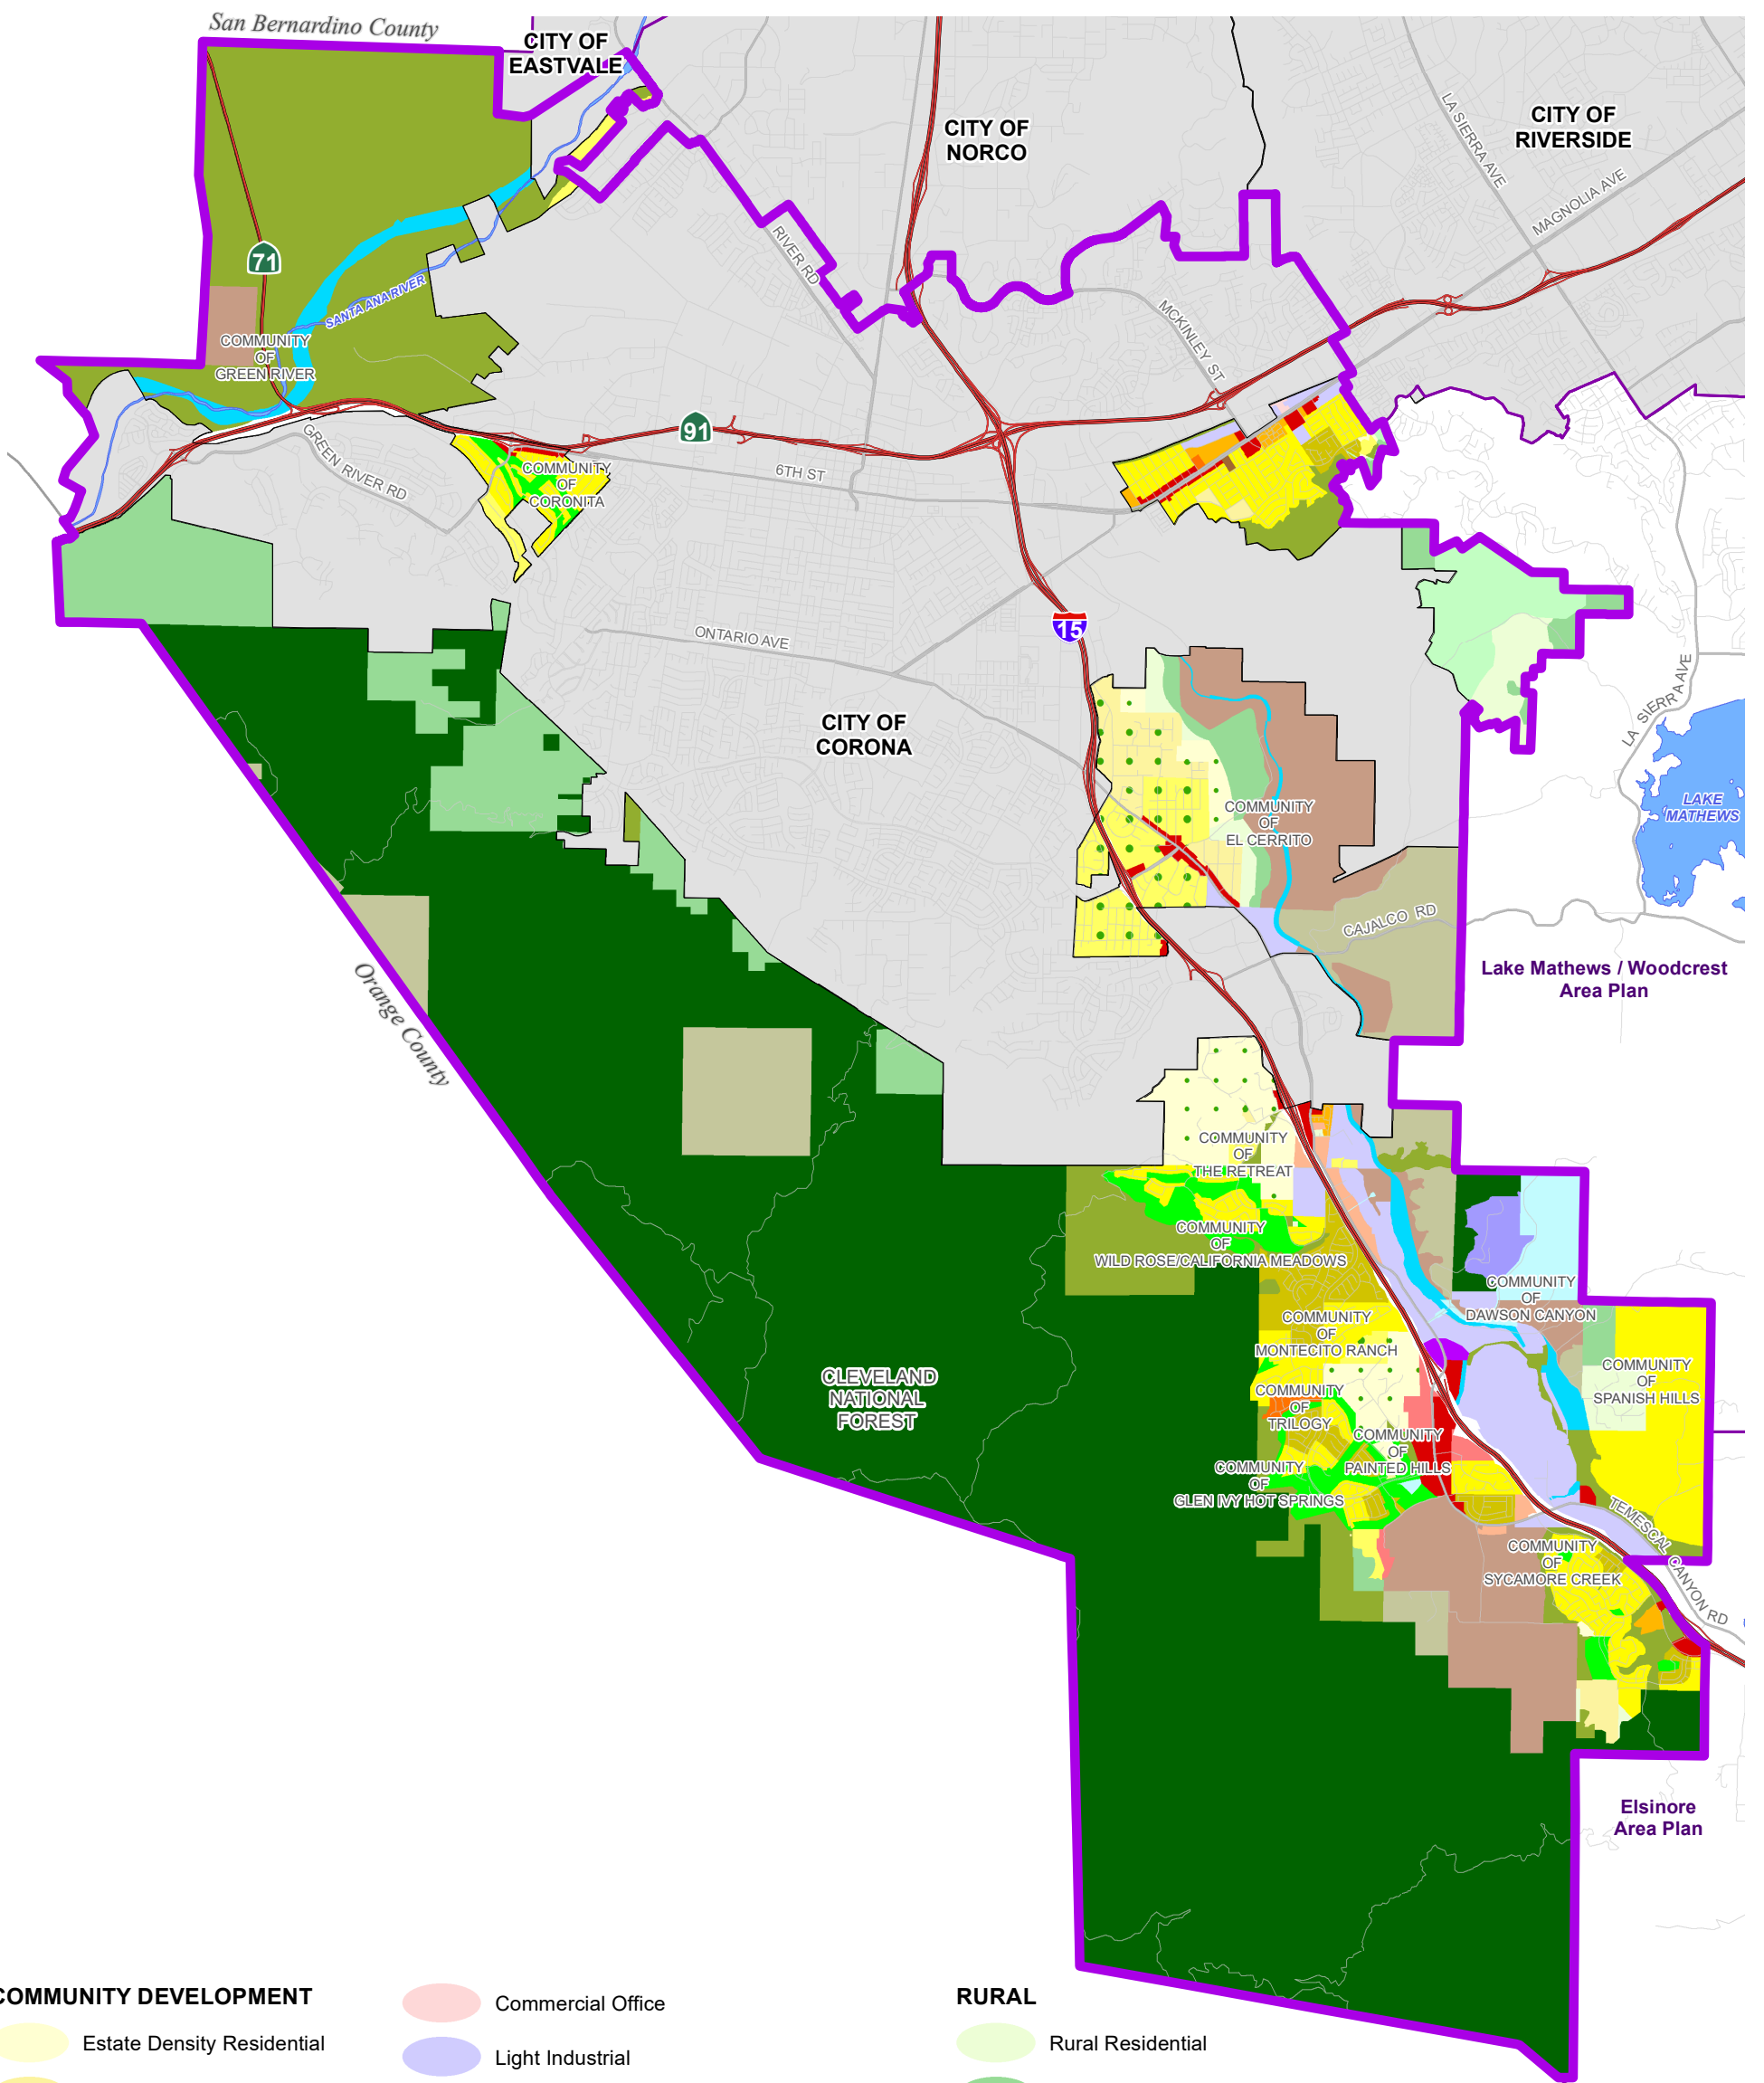 San Bernardino County
CITY OF
EASTVALE
CITY OF
NORCO
CITY OF
RIVERSIDE
LA SIERRA AVE
MAGNOLIA AVE
RIVER RD
71
SANTA ANA RIVER
MCKINLEY ST
COMMUNITY
OF
GREEN RIVER
91
GREEN RIVER RD
COMMUNITY
OF
CORONITA
6TH ST
15
ONTARIO AVE
LA SIERRA AVE
CITY OF
CORONA
LAKE
MATHEWS
COMMUNITY
OF
EL CERRITO
CAJALCO RD
Lake Mathews / Woodcrest
Area Plan
Orange County
COMMUNITY
OF
THE RETREAT
COMMUNITY
OF
WILD ROSE/CALIFORNIA MEADOWS
COMMUNITY
OF
DAWSON CANYON
COMMUNITY
OF
MONTECITO RANCH
COMMUNITY
OF
SPANISH HILLS
CLEVELAND
NATIONAL
FOREST
COMMUNITY
OF
TRILOGY
COMMUNITY
OF
PAINTED HILLS
COMMUNITY
OF
GLEN IVY HOT SPRINGS
TEMESCAL CANYON RD
COMMUNITY
OF
SYCAMORE CREEK
Elsinore
Area Plan
COMMUNITY DEVELOPMENT
Estate Density Residential
Commercial Office
Light Industrial
RURAL
Rural Residential